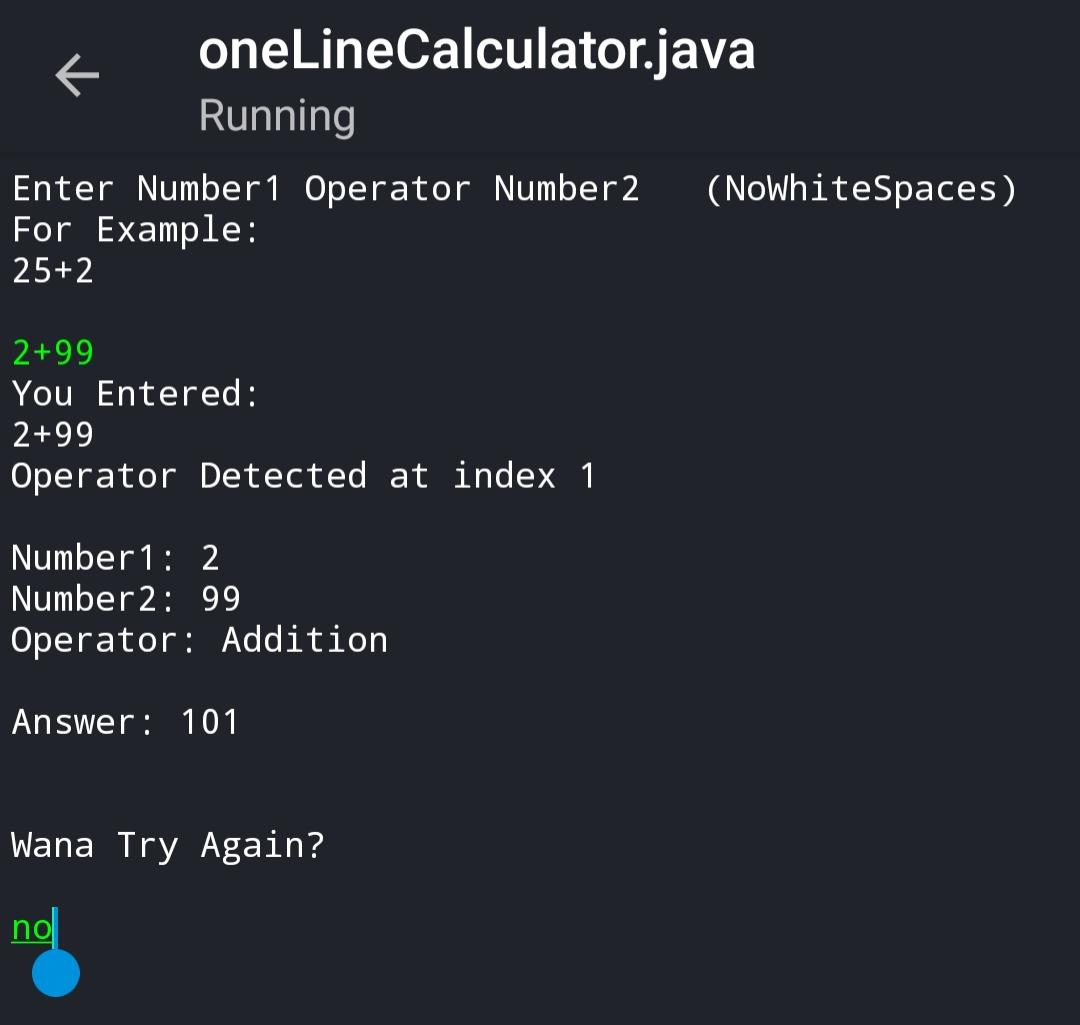 oneLineCalculator.java
Running
Enter Number1 Operator Number2   (NoWhiteSpaces)
For Example:
25+2
2+99
You Entered:
2+99
Operator Detected at index 1
Number1: 2
Number2: 99
Operator: Addition
Answer: 101
Wana Try Again?
no